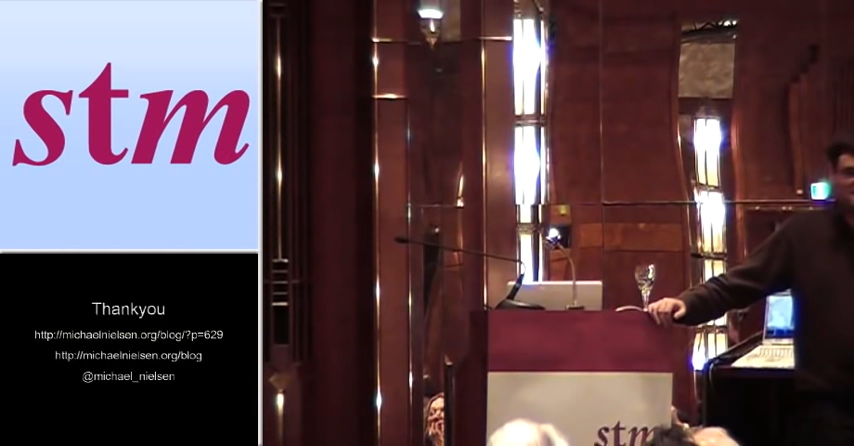 stm
Thankyou
http://michaelnielsen.org/blog/?p=629
http://michaelnielsen.org/blog
@michael_nielsen
stm